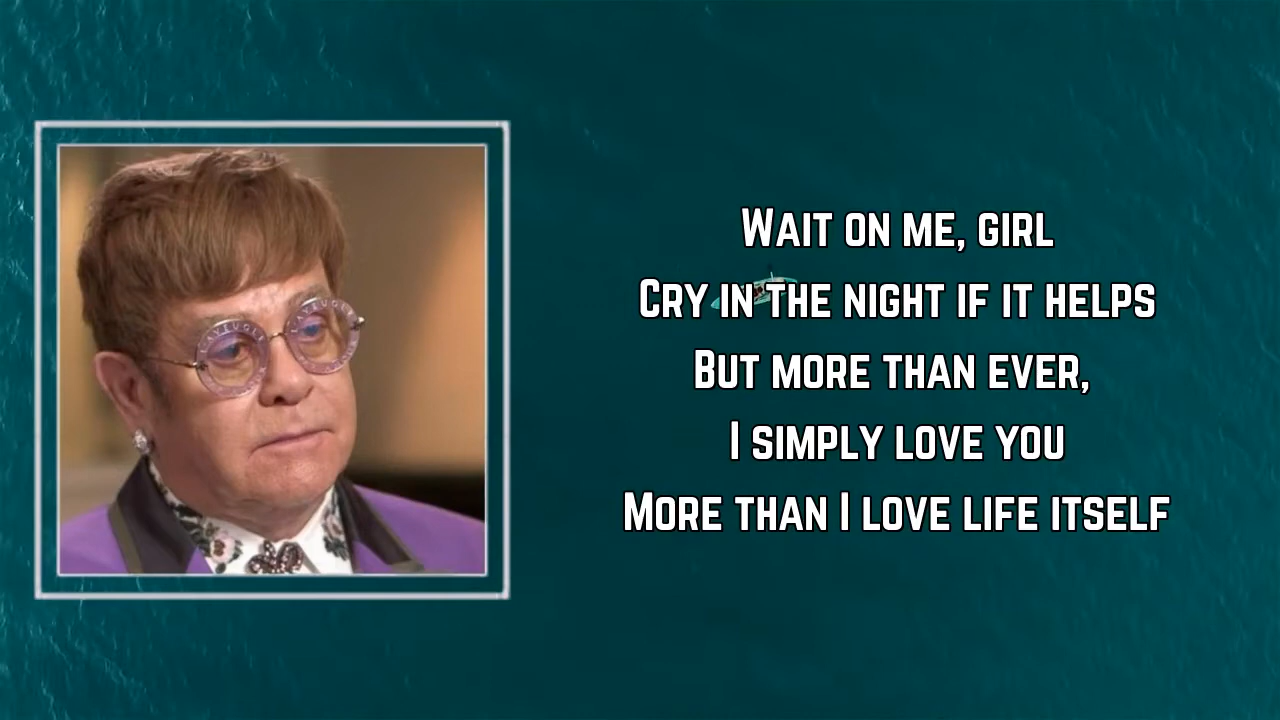 Wait on me, girl
Cry in the night if it helps
But more than ever,
I simply love you
More than I love life itself